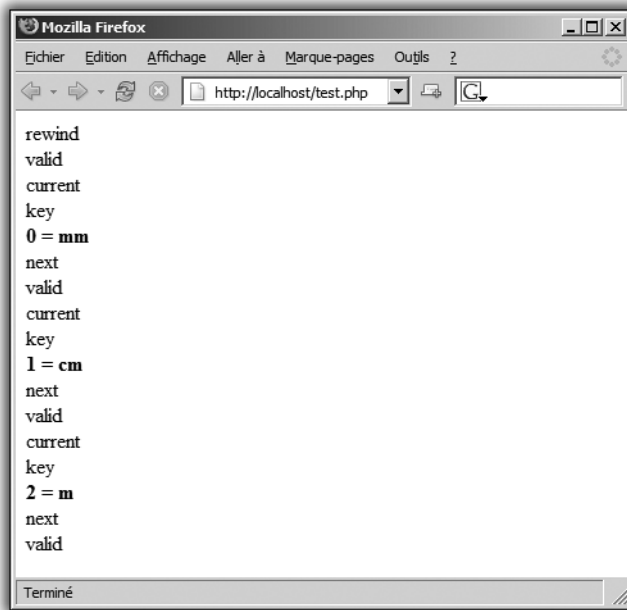 Mozilla Firefox
Fichier Edition Affichage Aller à Marque-pages Outils ?
http://localhost/test.php G
rewind
valid
current
key
0 = mm
next
valid
current
key
1 = cm
next
valid
current
key
2 = m
next
valid
Terminé